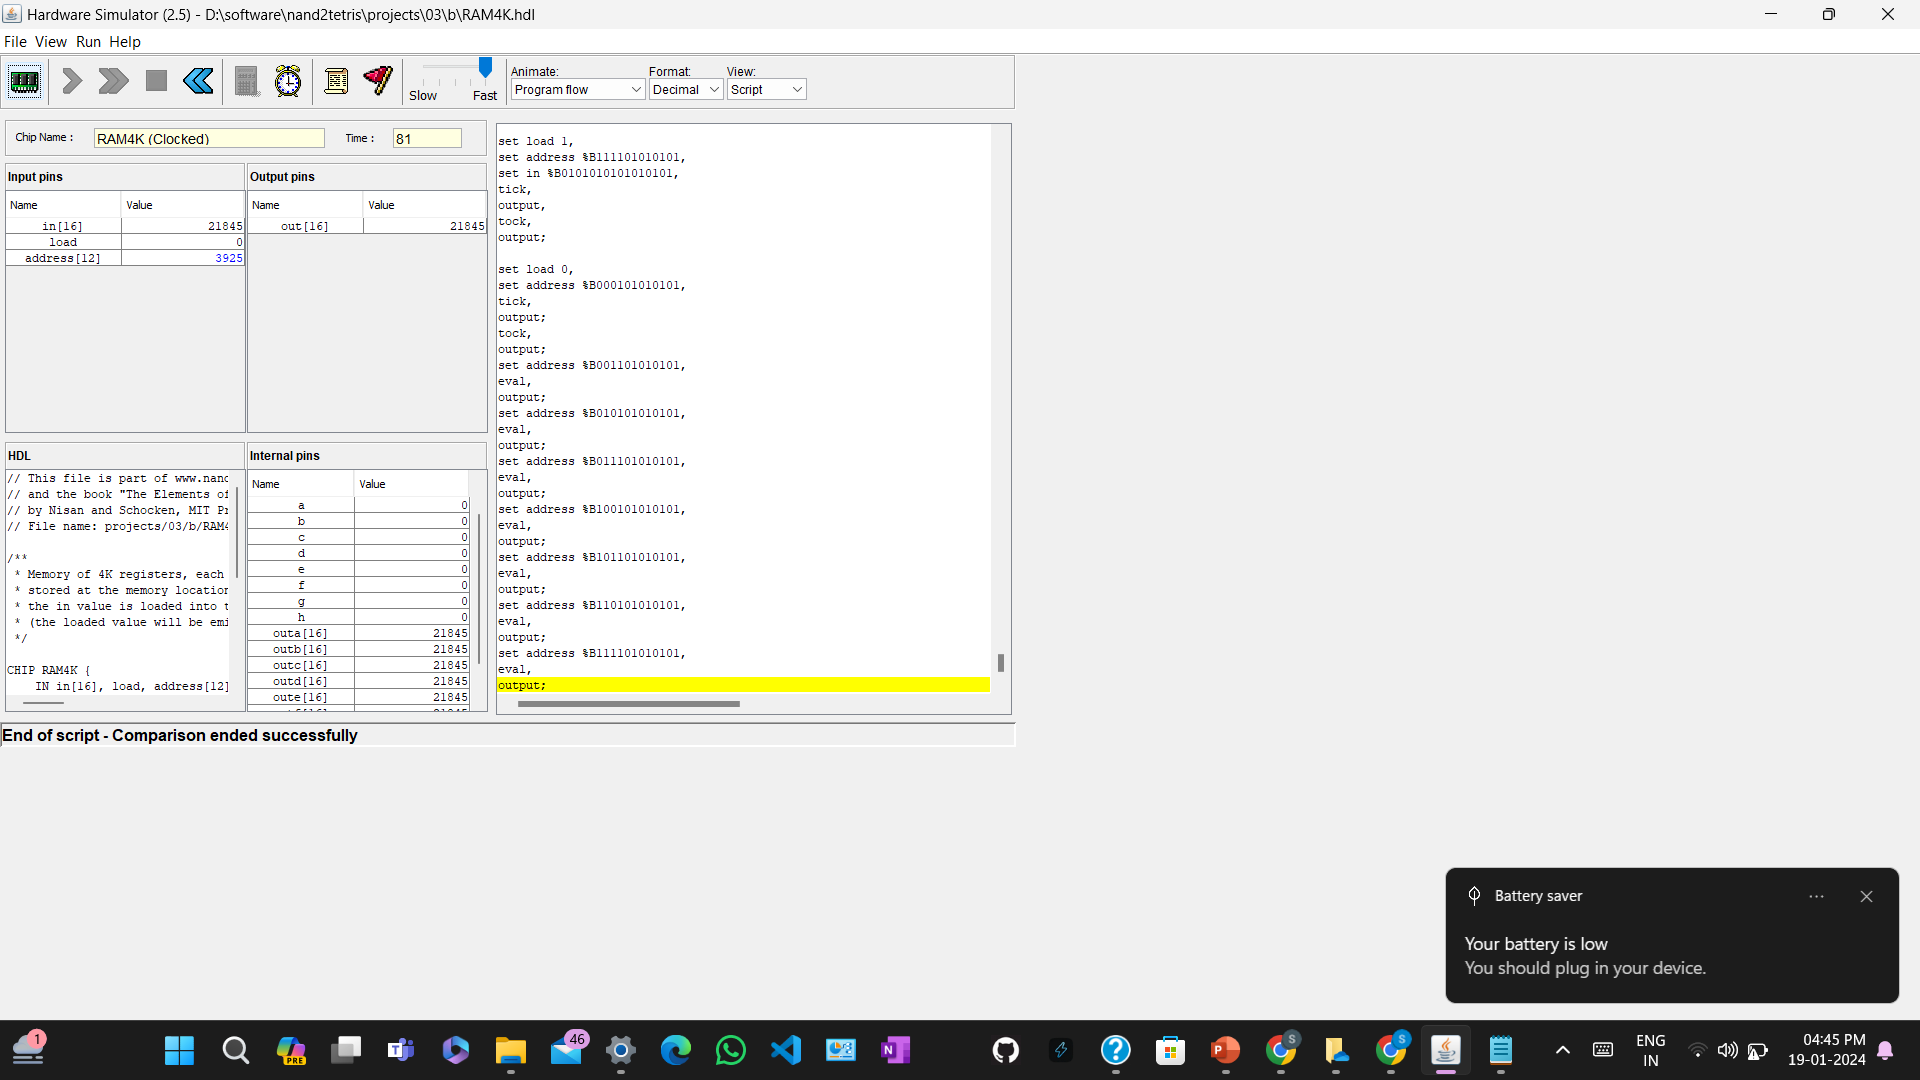 Hardware Simulator (2.5) - D:\software\nand2tetris\projects\03\b\RAM4K.hdl
File View Run Help
Slow Fast
Animate: Format: View:
Program flow Decimal Script
Chip Name : RAM4K (Clocked) Time : 81
Input pins
Name Value
in[16] 21845
load 0
address[12] 3925
Output pins
Name Value
out[16] 21845
HDL
// This file is part of www.nand
// and the book "The Elements of
// by Nisan and Schocken, MIT Pr
// File name: projects/03/b/RAM4
/**
* Memory of 4K registers, each
* stored at the memory location
* the in value is loaded into t
* (the loaded value will be emi
*/
CHIP RAM4K {
IN in[16], load, address[12]
Internal pins
Name Value
a 0
b 0
c 0
d 0
e 0
f 0
g 0
h 0
outa[16] 21845
outb[16] 21845
outc[16] 21845
outd[16] 21845
oute[16] 21845
set load 1,
set address %B111101010101,
set in %B0101010101010101,
tick,
output,
tock,
output;
set load 0,
set address %B000101010101,
tick,
output;
tock,
output;
set address %B001101010101,
eval,
output;
set address %B010101010101,
eval,
output;
set address %B011101010101,
eval,
output;
set address %B100101010101,
eval,
output;
set address %B101101010101,
eval,
output;
set address %B110101010101,
eval,
output;
set address %B111101010101,
eval,
output;
End of script - Comparison ended successfully
Battery saver
Your battery is low
You should plug in your device.
1
PRE
46
S
S
ENG
IN
04:45 PM
19-01-2024